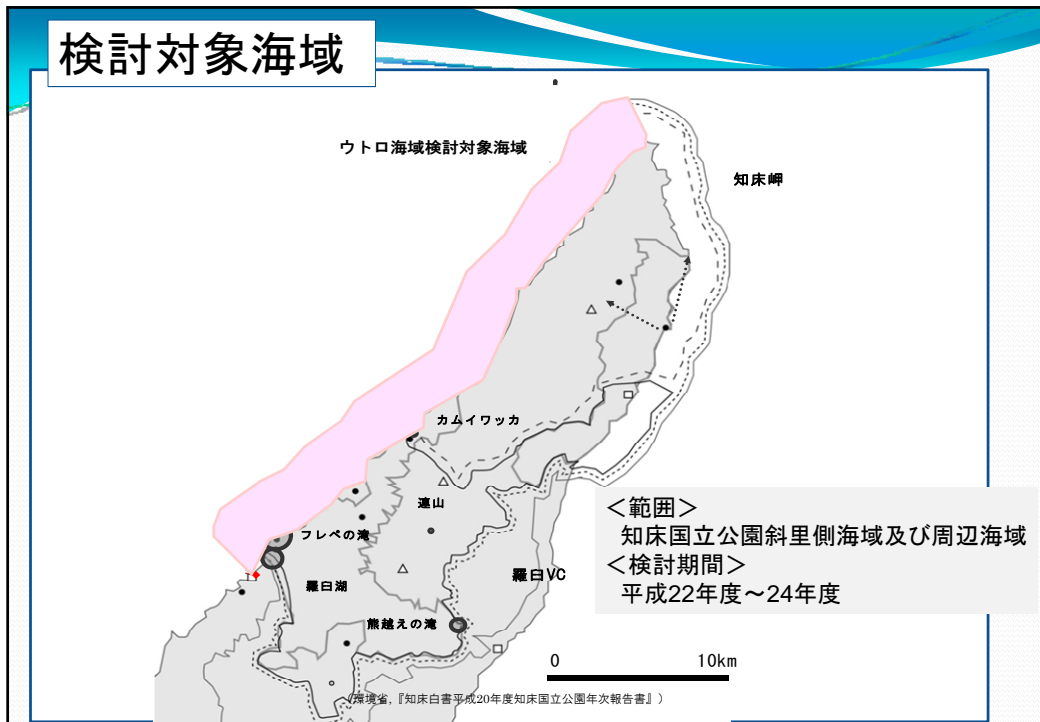 検討対象海域
ウトロ海域検討対象海域
知床岬
カムイワッカ
連山
フレペの滝
羅臼湖
羅臼VC
熊越えの滝
＜範囲＞
知床国立公園斜里側海域及び周辺海域
＜検討期間＞
平成22年度～24年度
0 10km
（環境省，『知床白書平成20年度知床国立公園年次報告書』）